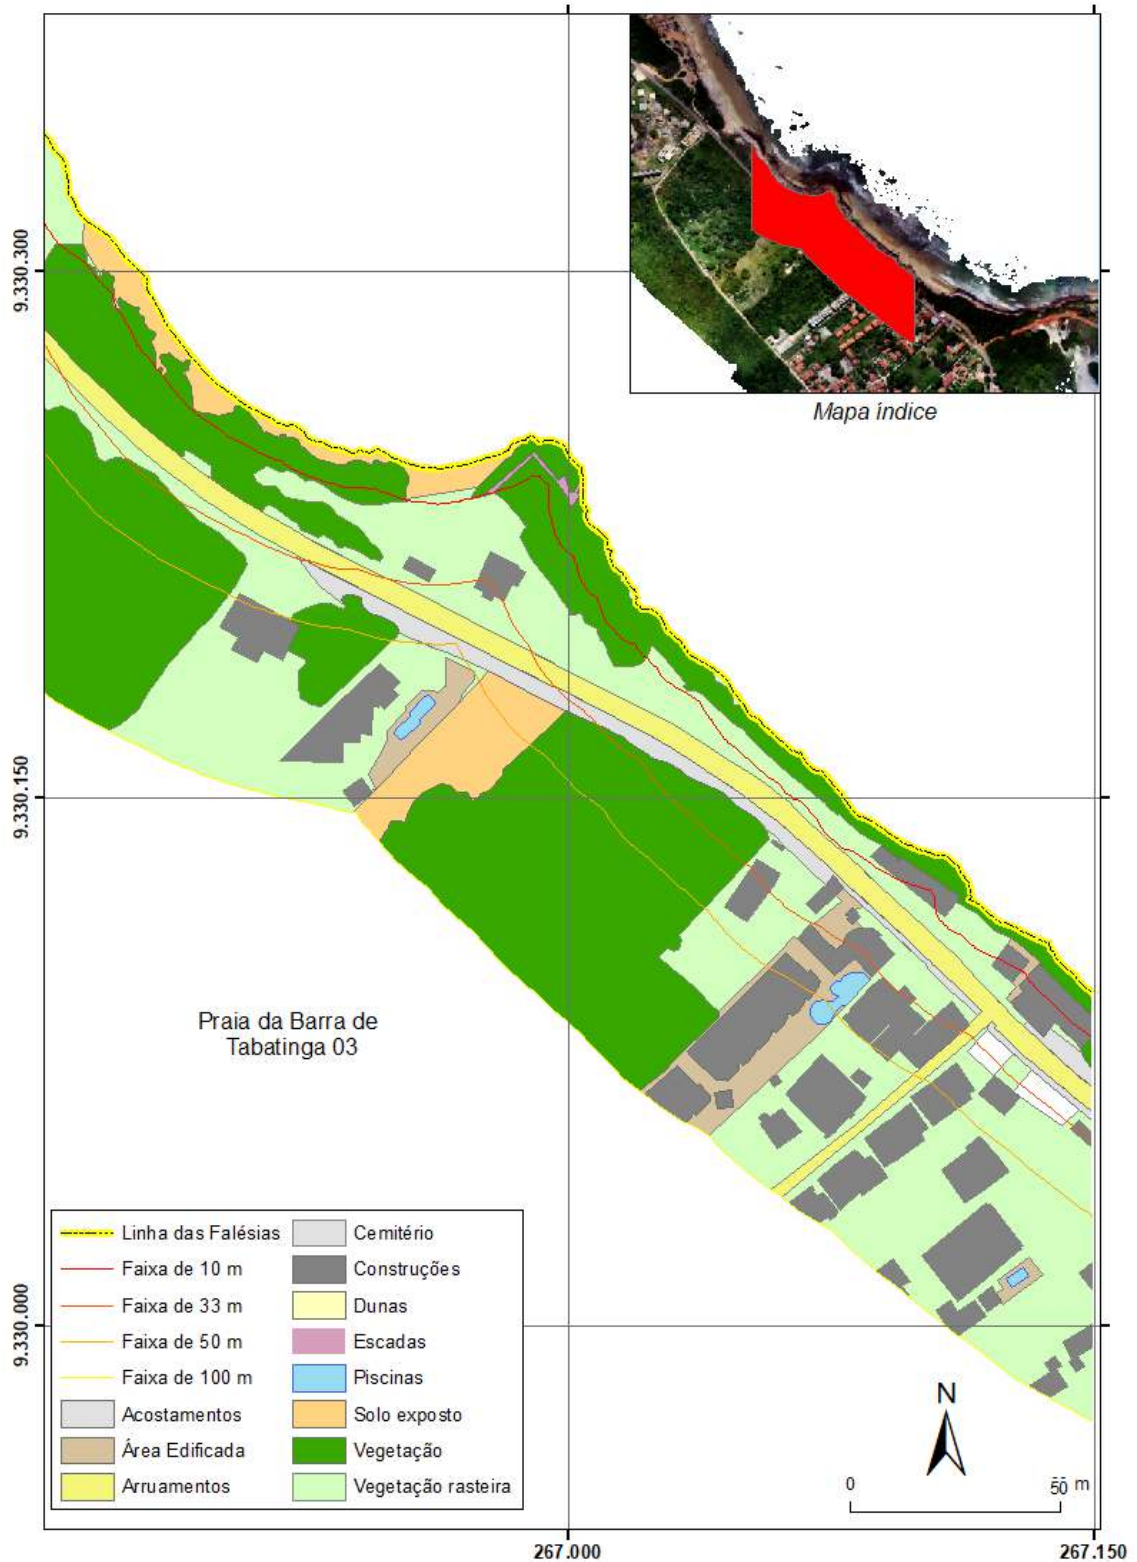 Mapa índice
9.330.300
9.330.150
Praia da Barra de
Tabatinga 03
9.330.000
Linha das Falésias
Faixa de 10 m
Faixa de 33 m
Faixa de 50 m
Faixa de 100 m
Acostamentos
Área Edificada
Arruamentos
Cemitério
Construções
Dunas
Escadas
Piscinas
Solo exposto
Vegetação
Vegetação rasteira
N
0 50 m
267.000
267.150